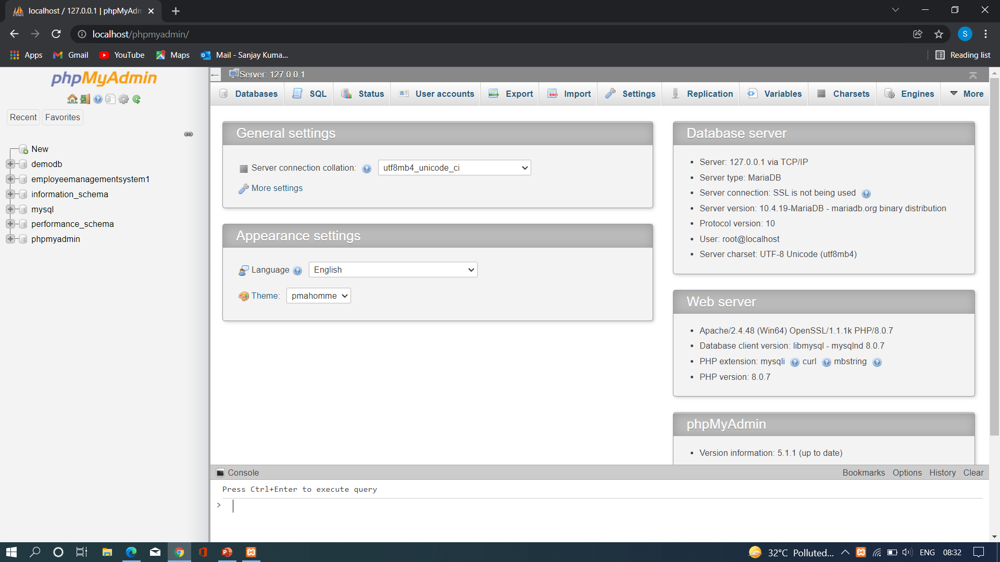 localhost / 127.0.0.1 | phpMyAdm
localhost/phpmyadmin/
S
Apps
Gmail
YouTube
Maps
Mail - Sanjay Kuma...
Reading list
phpMyAdmin
Recent
Favorites
New
demodb
employeemanagementsystem1
information_schema
mysql
performance_schema
phpmyadmin
Server: 127.0.0.1
Databases
SQL
Status
User accounts
Export
Import
Settings
Replication
Variables
Charsets
Engines
More
General settings
Server connection collation:
utf8mb4_unicode_ci
More settings
Appearance settings
Language
English
Theme:
pmahomme
Database server
Server: 127.0.0.1 via TCP/IP
Server type: MariaDB
Server connection: SSL is not being used
Server version: 10.4.19-MariaDB - mariadb.org binary distribution
Protocol version: 10
User: root@localhost
Server charset: UTF-8 Unicode (utf8mb4)
Web server
Apache/2.4.48 (Win64) OpenSSL/1.1.1k PHP/8.0.7
Database client version: libmysql - mysqlnd 8.0.7
PHP extension: mysqli curl mbstring
PHP version: 8.0.7
phpMyAdmin
Version information: 5.1.1 (up to date)
Console
Bookmarks
Options
History
Clear
Press Ctrl+Enter to execute query
>
32°C Polluted...
ENG
08:32